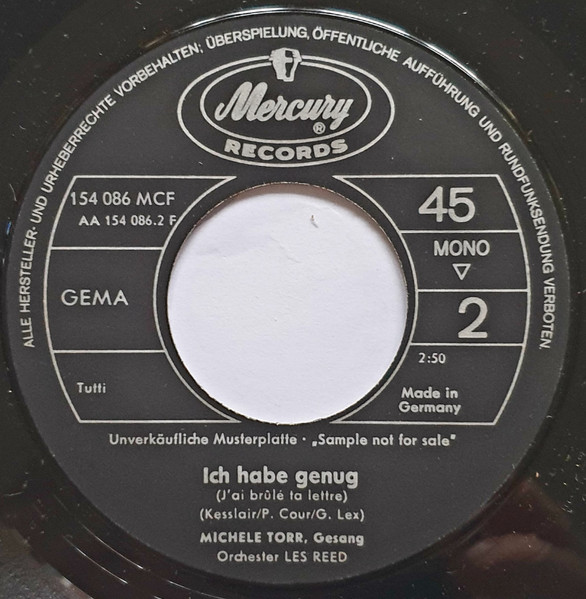 ALLE HERSTELLER- UND URHEBERRECHTE VORBEHALTEN; ÜBERSPIELUNG, ÖFFENTLICHE AUFFÜHRUNG UND RUNDFUNKSENDUNG VERBOTEN.
Mercury ®
RECORDS
154 086 MCF
AA 154 086.2 F
GEMA
Tutti
45
MONO
▽
2
2:50
Made in
Germany
Unverkäufliche Musterplatte · „Sample not for sale"
Ich habe genug
(J'ai brûlé ta lettre)
(Kesslair/P. Cour/G. Lex)
MICHELE TORR, Gesang
Orchester LES REED